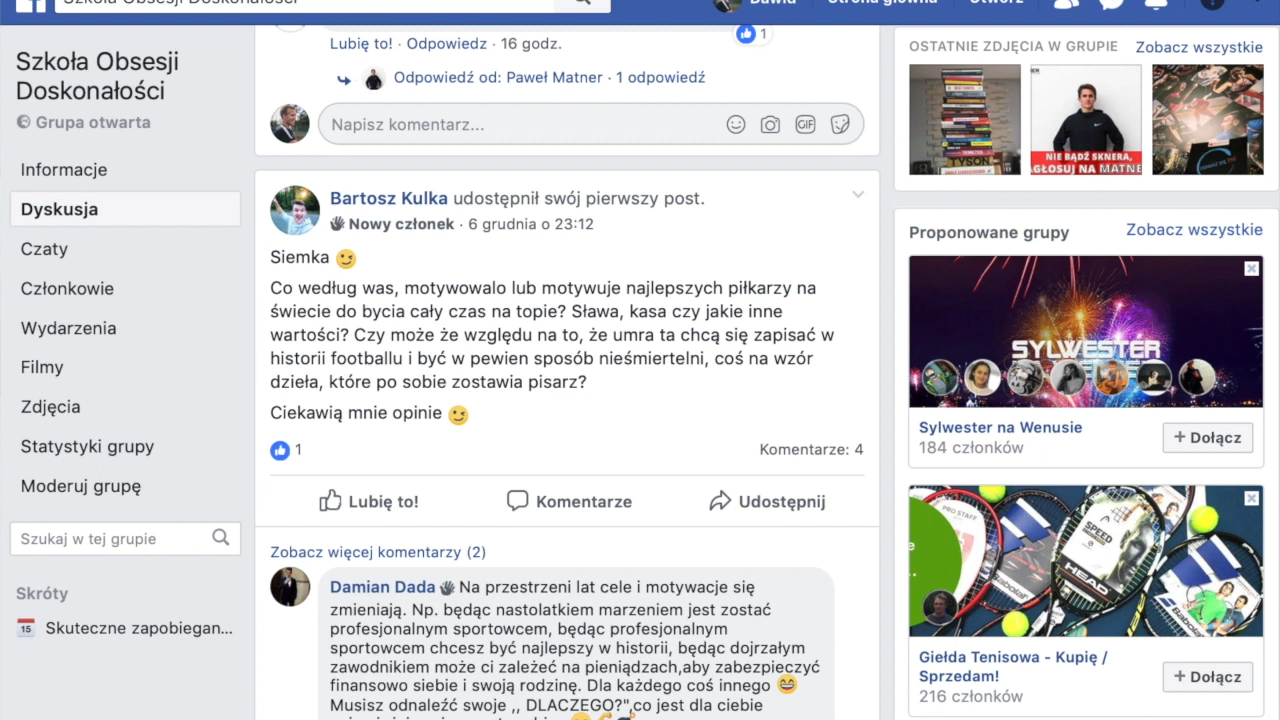 Szkoła Obsesji Doskonałości
Dawid
Strona główna
Utwórz
Szkoła Obsesji
Doskonałości
Grupa otwarta
Informacje
Dyskusja
Czaty
Członkowie
Wydarzenia
Filmy
Zdjęcia
Statystyki grupy
Moderuj grupę
Szukaj w tej grupie
Skróty
15 Skuteczne zapobiegan...
Lubię to! · Odpowiedz · 16 godz.
1
Odpowiedź od: Paweł Matner · 1 odpowiedź
Napisz komentarz...
GIF
Bartosz Kulka udostępnił swój pierwszy post.
Nowy członek · 6 grudnia o 23:12
Siemka
Co według was, motywowalo lub motywuje najlepszych piłkarzy na
świecie do bycia cały czas na topie? Sława, kasa czy jakie inne
wartości? Czy może że względu na to, że umra ta chcą się zapisać w
historii footballu i być w pewien sposób nieśmiertelni, coś na wzór
dzieła, które po sobie zostawia pisarz?
Ciekawią mnie opinie
1
Komentarze: 4
Lubię to!
Komentarze
Udostępnij
Zobacz więcej komentarzy (2)
Damian Dada Na przestrzeni lat cele i motywacje się
zmieniają. Np. będąc nastolatkiem marzeniem jest zostać
profesjonalnym sportowcem, będąc profesjonalnym
sportowcem chcesz być najlepszy w historii, będąc dojrzałym
zawodnikiem może ci zależeć na pieniądzach,aby zabezpieczyć
finansowo siebie i swoją rodzinę. Dla każdego coś innego
Musisz odnaleźć swoje ,, DLACZEGO?",co jest dla ciebie
OSTATNIE ZDJĘCIA W GRUPIE
Zobacz wszystkie
TYSON
NIE BĄDŹ SKNERA,
AGŁOSUJ NA MATNE
Proponowane grupy
Zobacz wszystkie
SYLWESTER
Sylwester na Wenusie
184 członków
+ Dołącz
PRO STAFF
SPEED
HEAD
Babolat
Giełda Tenisowa - Kupię /
Sprzedam!
216 członków
+ Dołącz